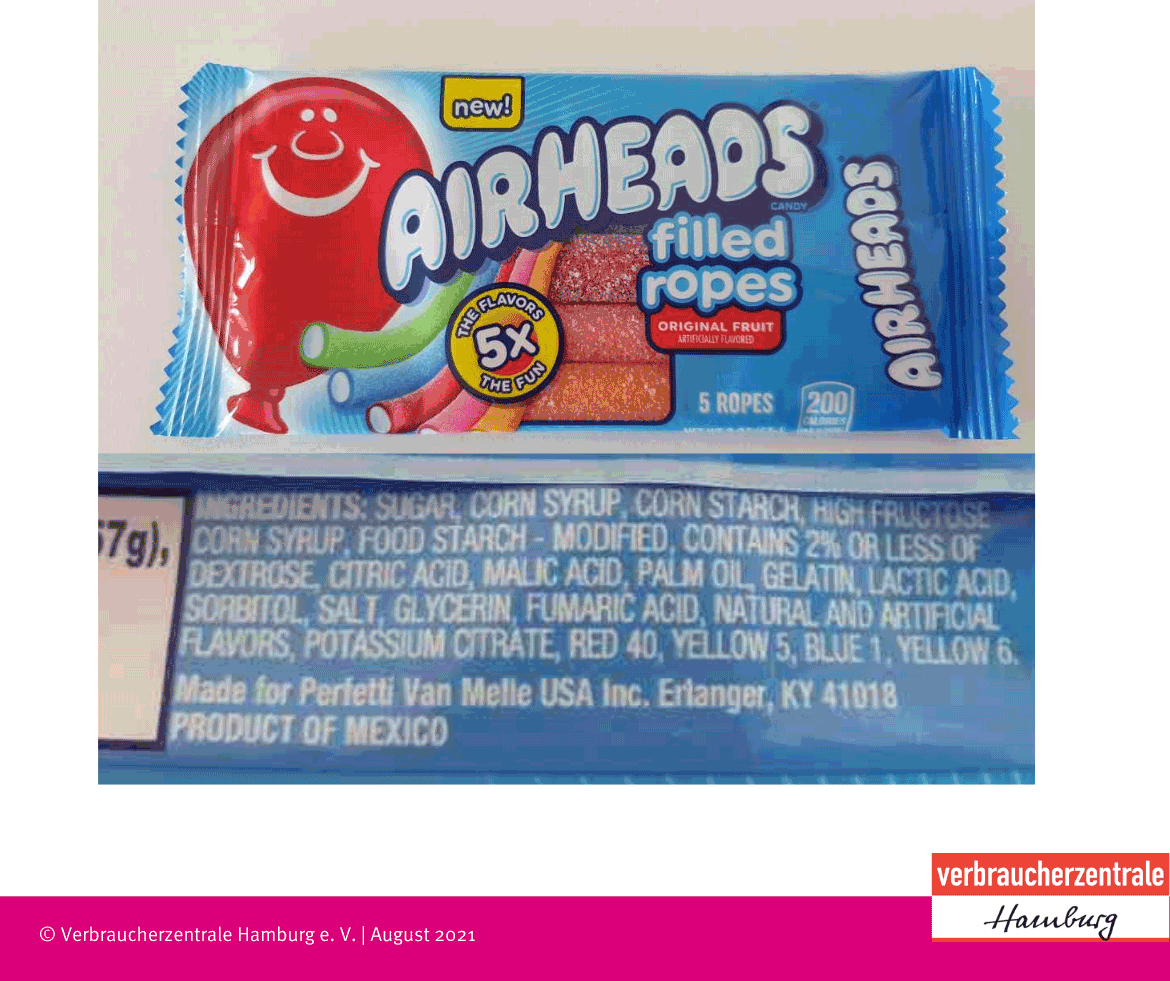 new!
AIRHEADS
CANDY
filled
ropes
ORIGINAL FRUIT
ARTIFICIALLY FLAVORED
THE FLAVORS
5x
THE FUN
5 ROPES
200
CALORIES
AIRHEADS
57g),
INGREDIENTS: SUGAR, CORN SYRUP, CORN STARCH, HIGH FRUCTOSE
CORN SYRUP, FOOD STARCH - MODIFIED, CONTAINS 2% OR LESS OF
DEXTROSE, CITRIC ACID, MALIC ACID, PALM OIL, GELATIN, LACTIC ACID,
SORBITOL, SALT, GLYCERIN, FUMARIC ACID, NATURAL AND ARTIFICIAL
FLAVORS, POTASSIUM CITRATE, RED 40, YELLOW 5, BLUE 1, YELLOW 6.
Made for Perfetti Van Melle USA Inc. Erlanger, KY 41018
PRODUCT OF MEXICO
verbraucherzentrale
Hamburg
© Verbraucherzentrale Hamburg e. V. | August 2021